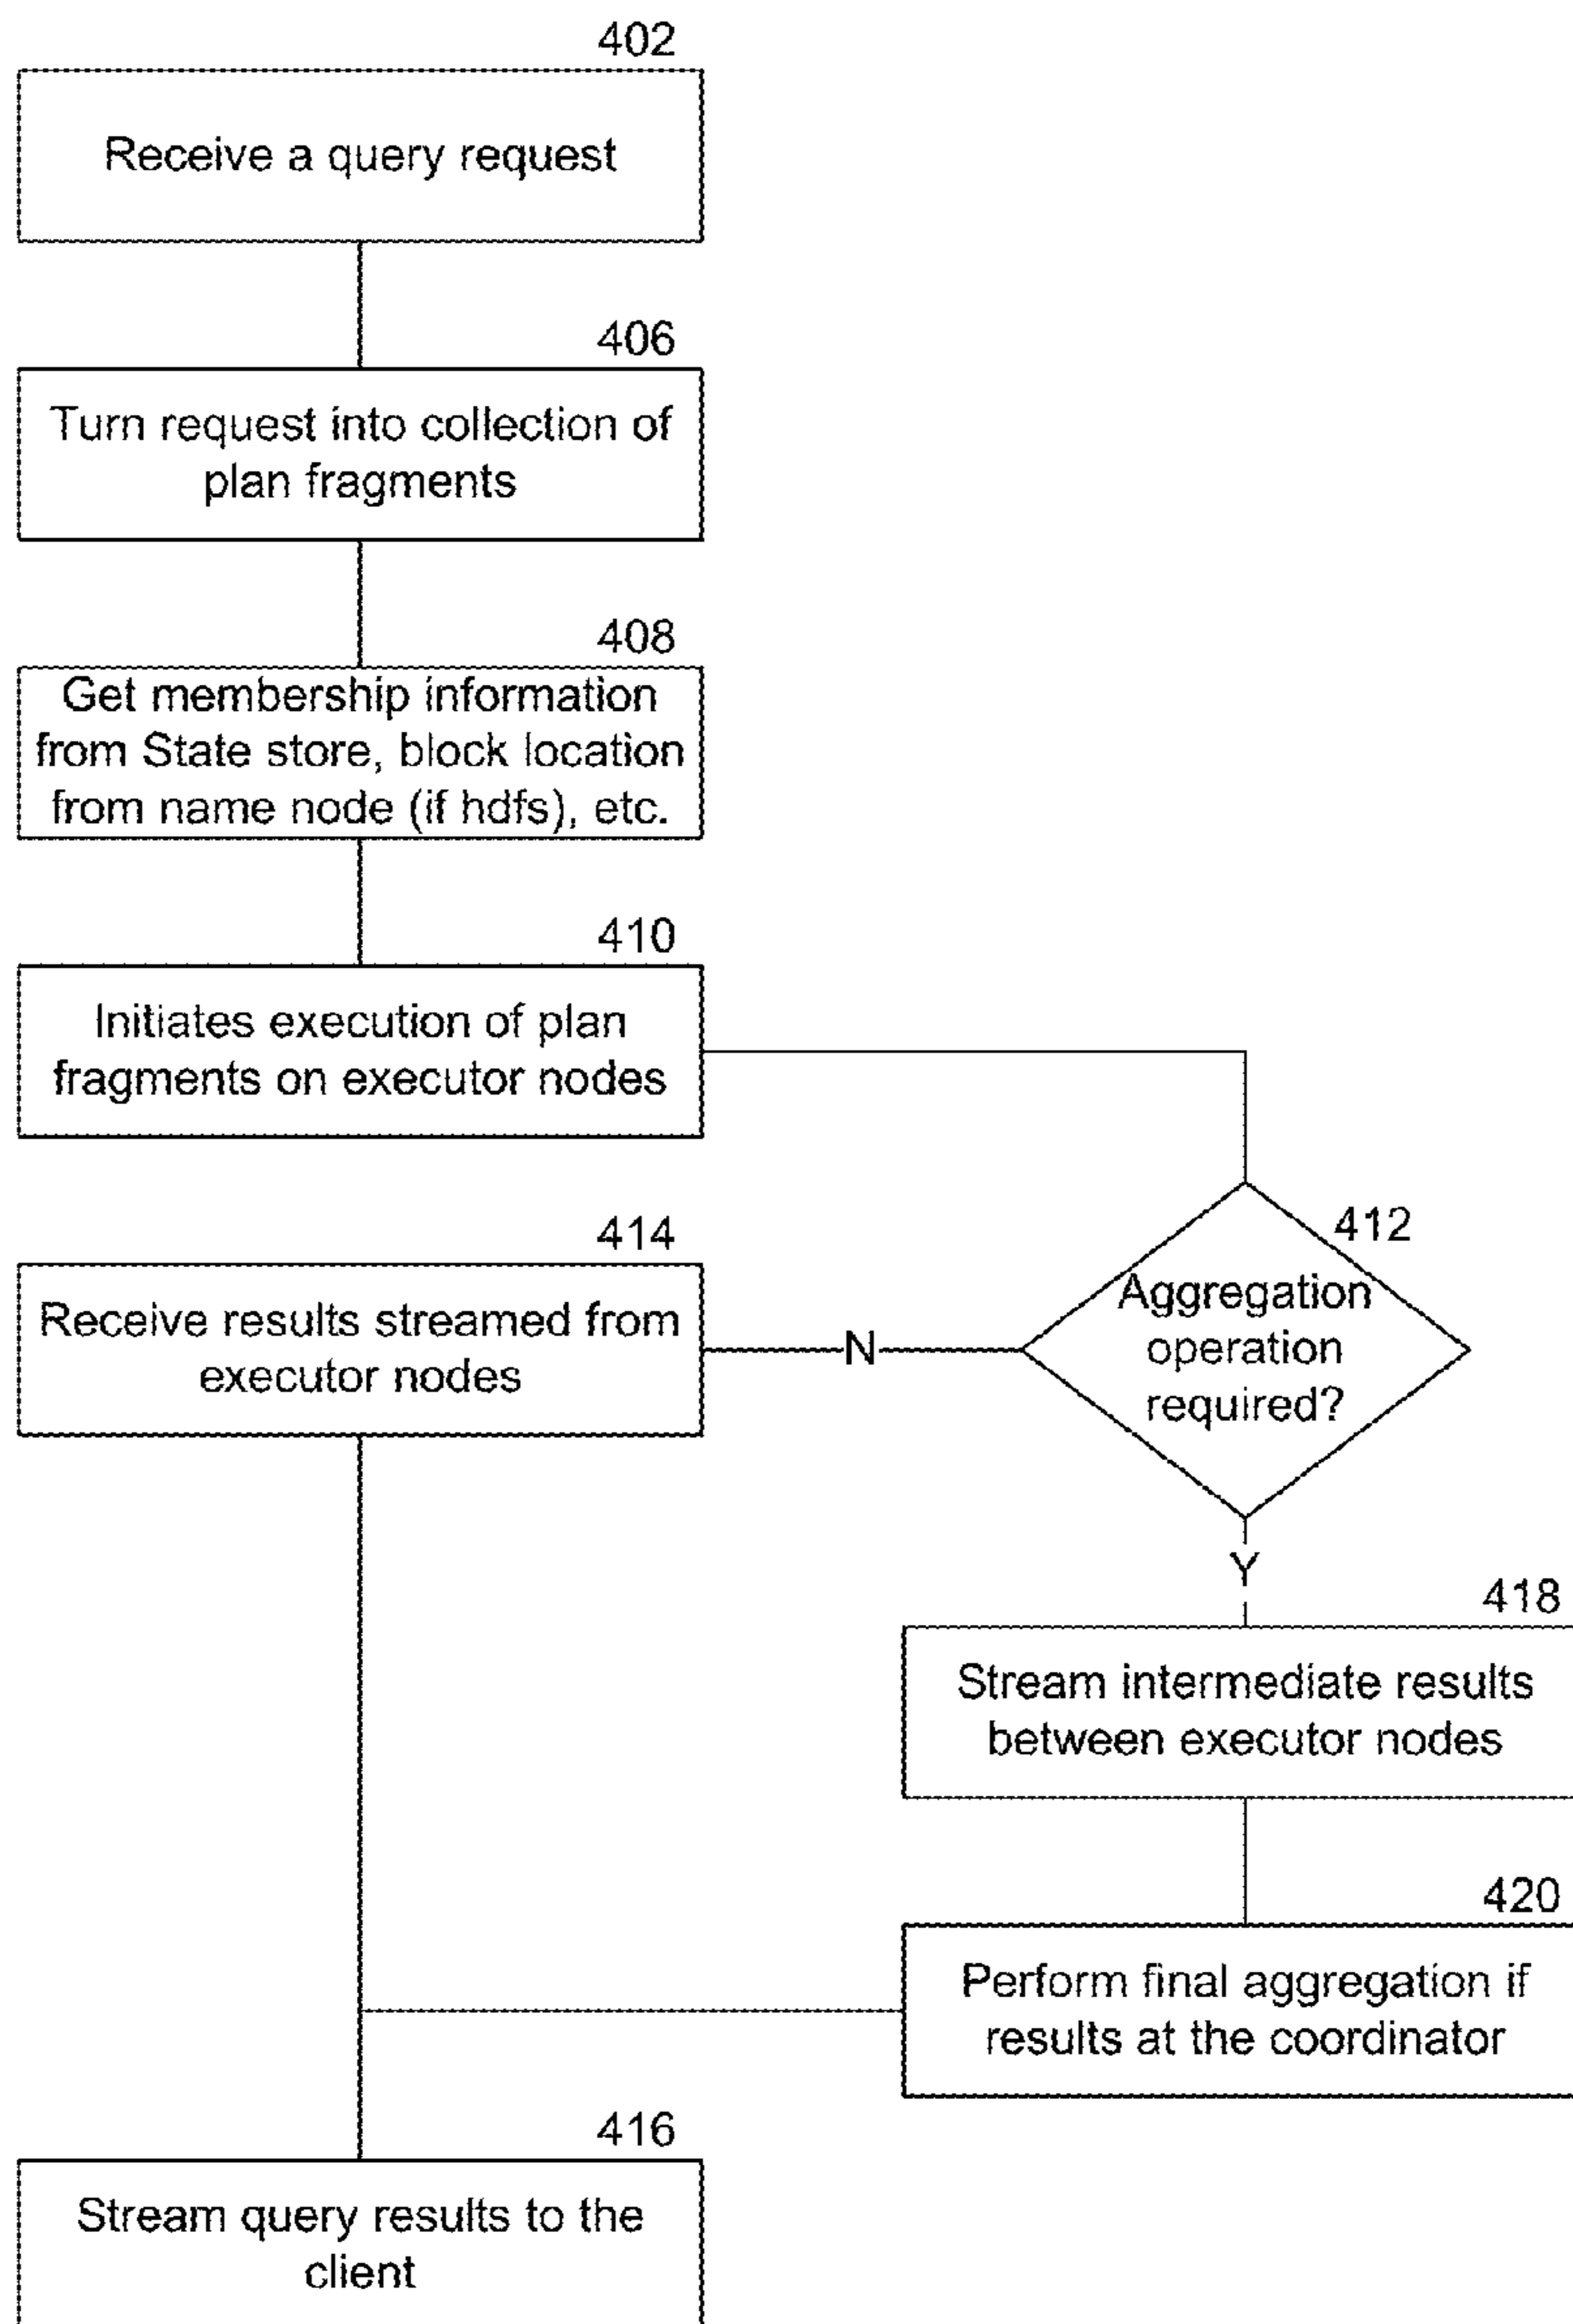 402
Receive a query request
406
Turn request into collection of
plan fragments
408
Get membership information
from State store, block location
from name node (if hdfs), etc.
410
Initiates execution of plan
fragments on executor nodes
412
Aggregation
operation
required?
N
414
Receive results streamed from
executor nodes
Y
418
Stream intermediate results
between executor nodes
420
Perform final aggregation if
results at the coordinator
416
Stream query results to the
client